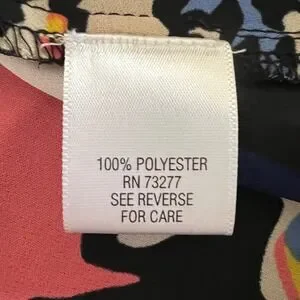 100% POLYESTER
RN 73277
SEE REVERSE
FOR CARE